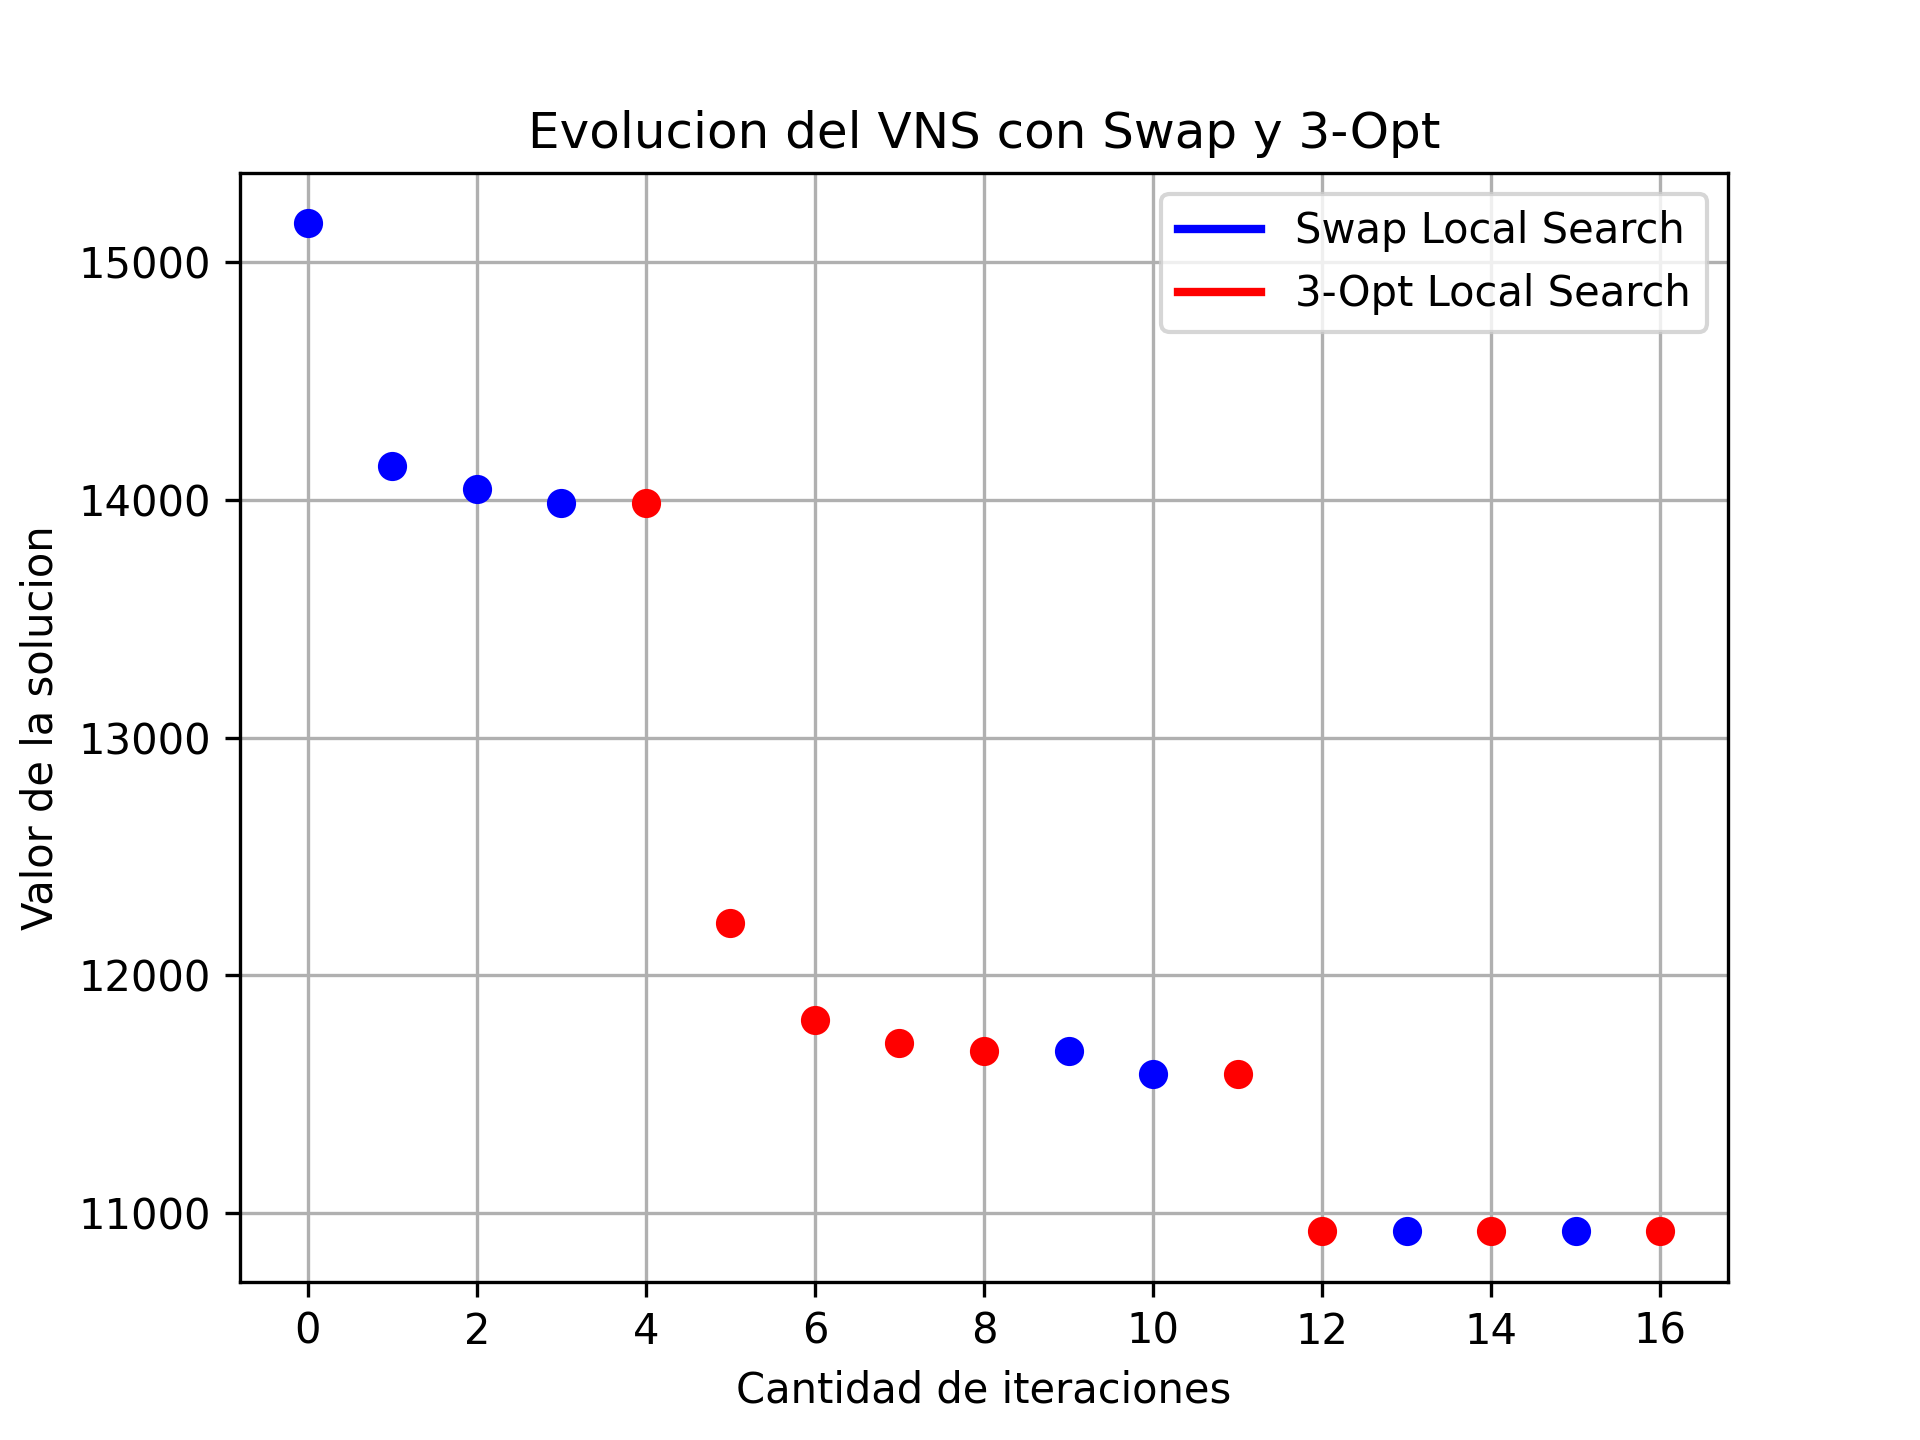 Evolucion del VNS con Swap y 3-Opt
Swap Local Search
3-Opt Local Search
Valor de la solucion
15000
14000
13000
12000
11000
0 2 4 6 8 10 12 14 16
Cantidad de iteraciones